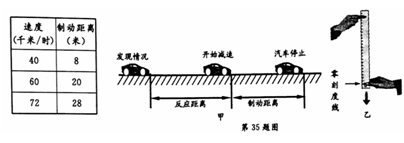 速度
(千米/时)
制动距离
(米)
40 8
60 20
72 28
发现情况
开始减速
汽车停止
反应距离
制动距离
甲
零刻度线
乙
第35题图